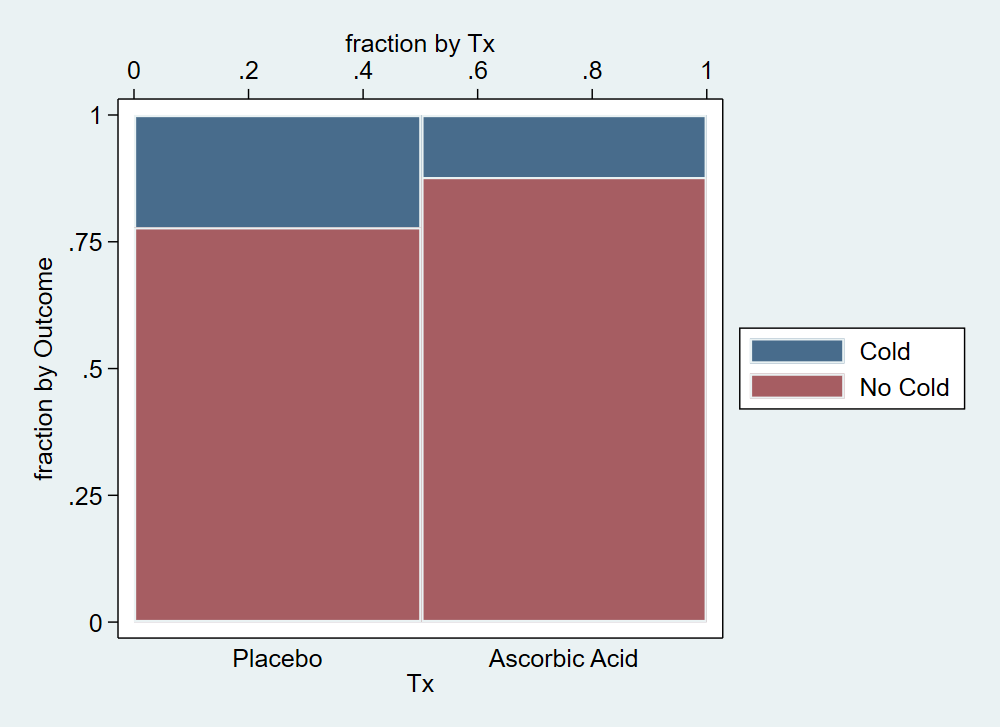 fraction by Tx
0 .2 .4 .6 .8 1
1
.75
.5
.25
0
fraction by Outcome
Cold
No Cold
Placebo Ascorbic Acid
Tx